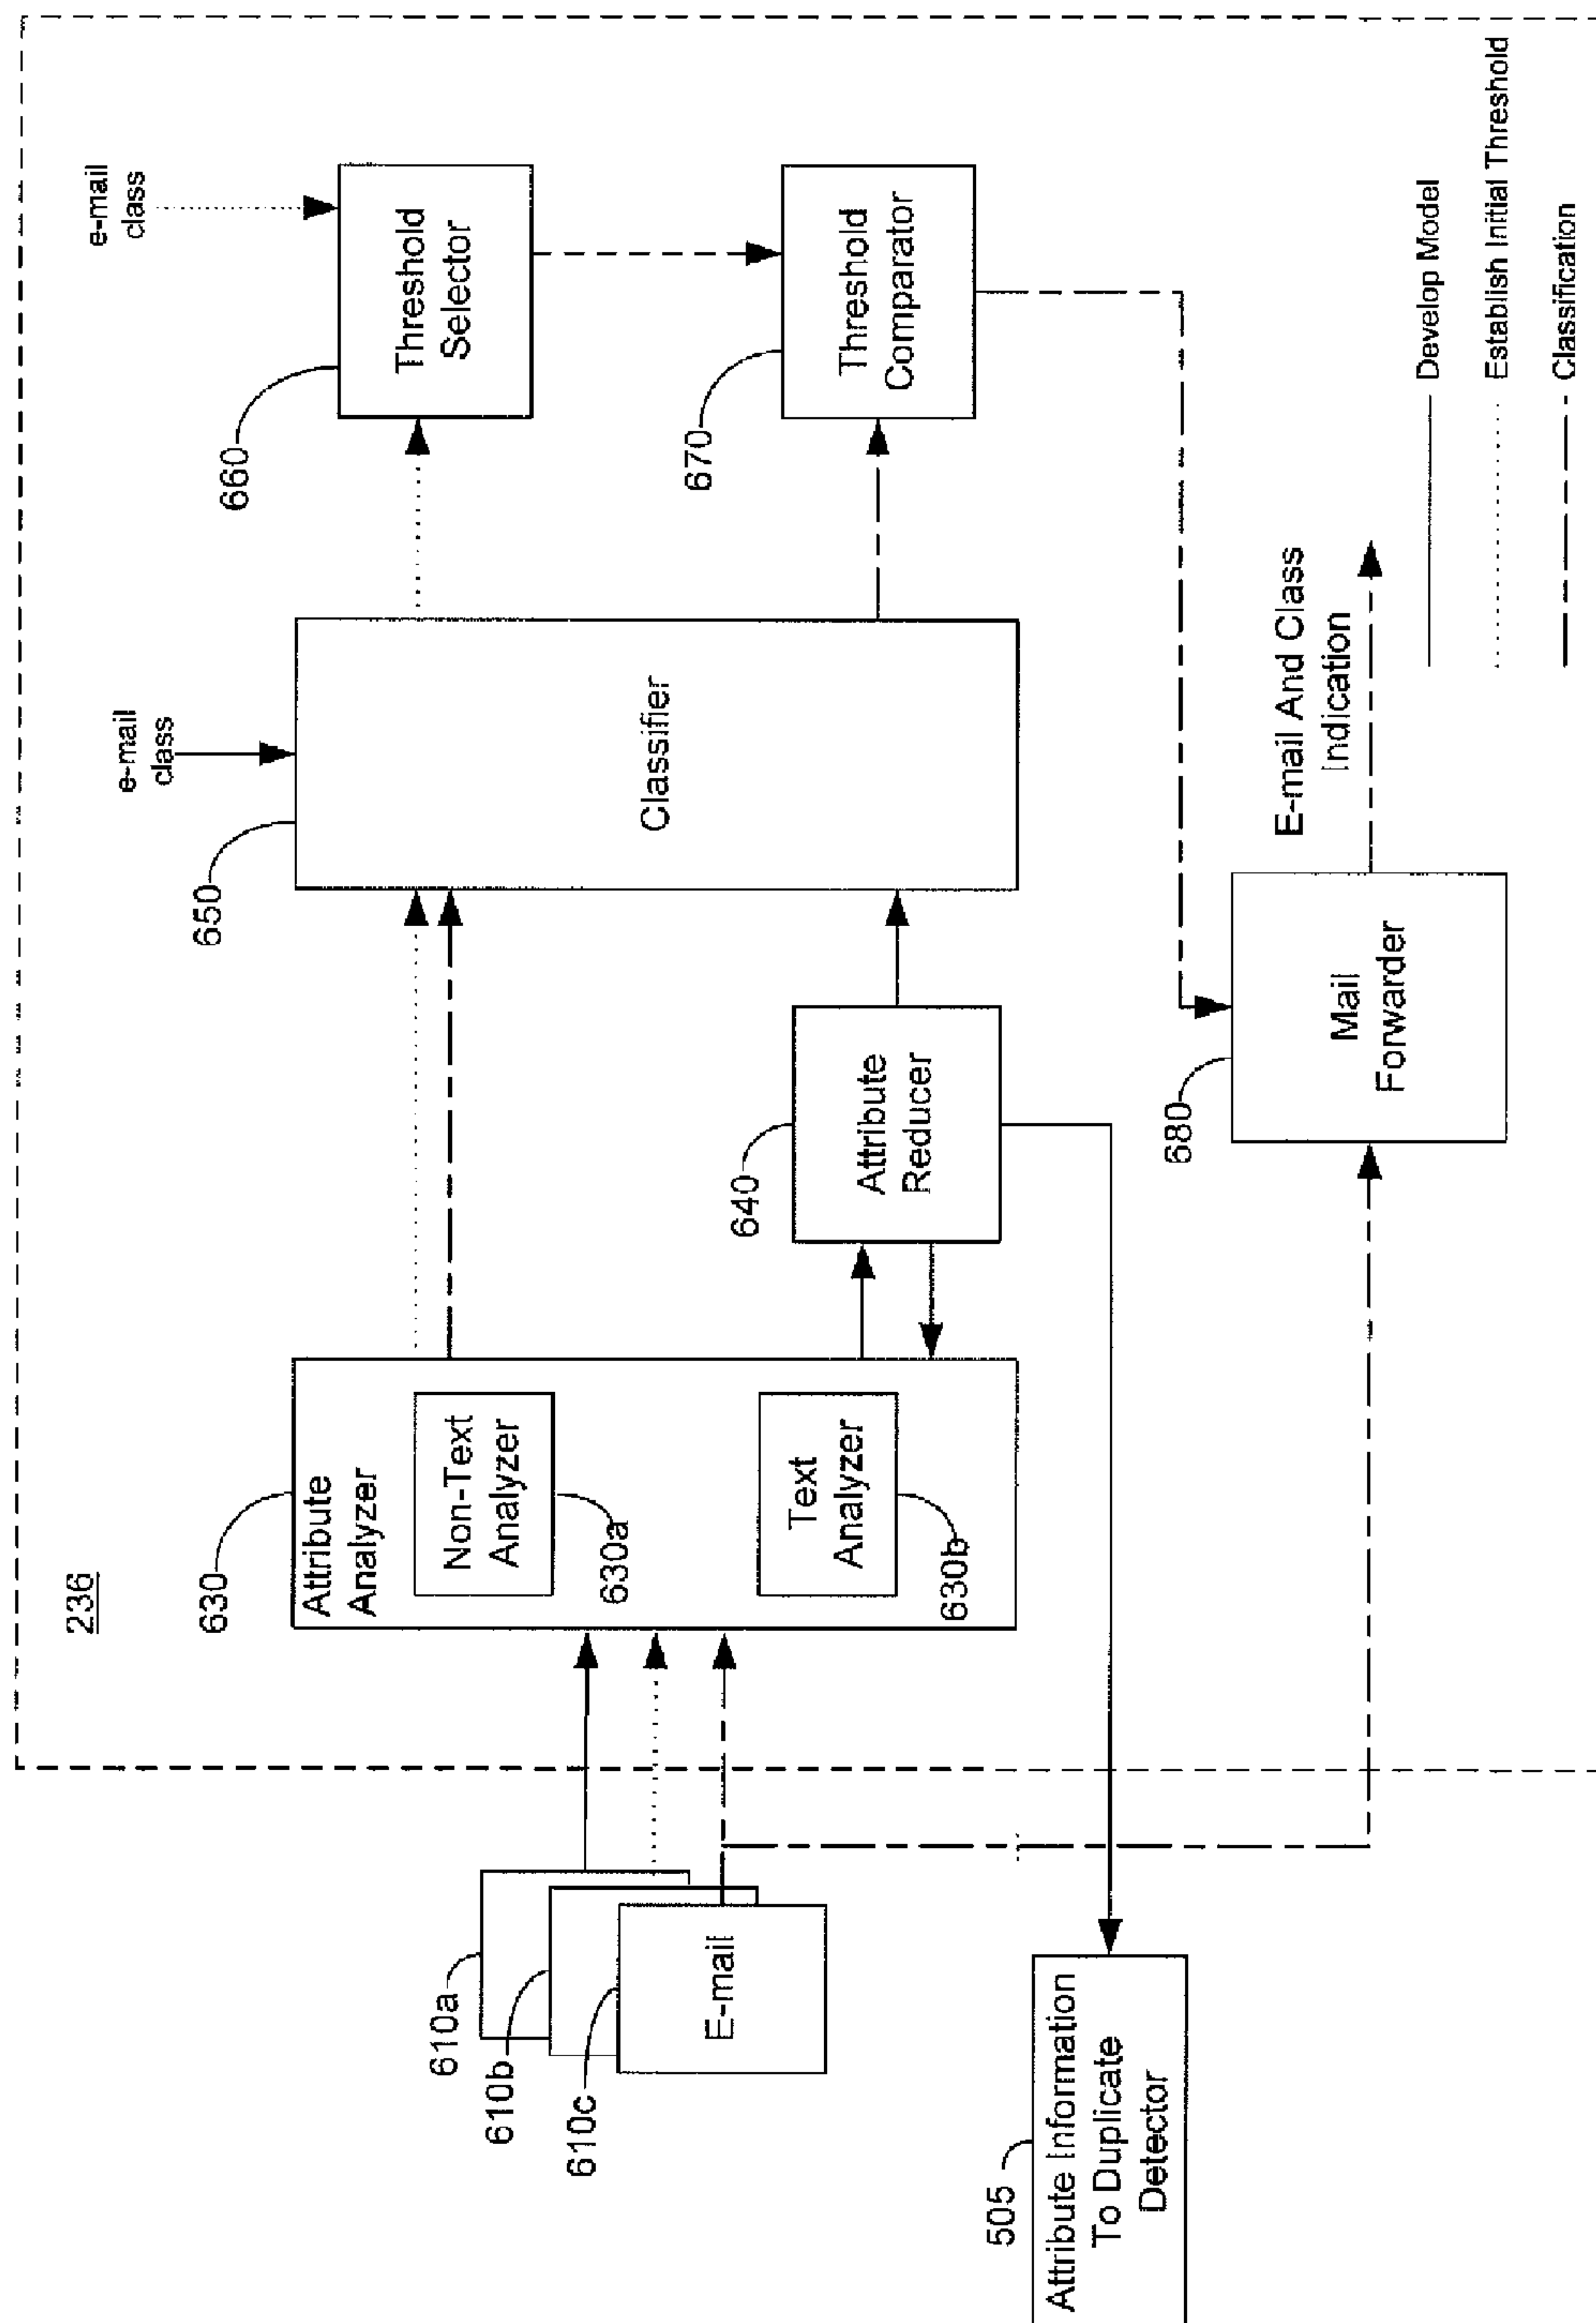 236
630
Attribute
Analyzer
Non-Text
Analyzer
630a
Text
Analyzer
630b
610a
610b
610c
E-mail
505
Attribute Information
To Duplicate
Detector
640
Attribute
Reducer
650
e-mail
class
Classifier
660
e-mail
class
Threshold
Selector
670
Threshold
Comparator
680
Mail
Forwarder
E-mail And Class
Indication
Develop Model
Establish Initial Threshold
Classification